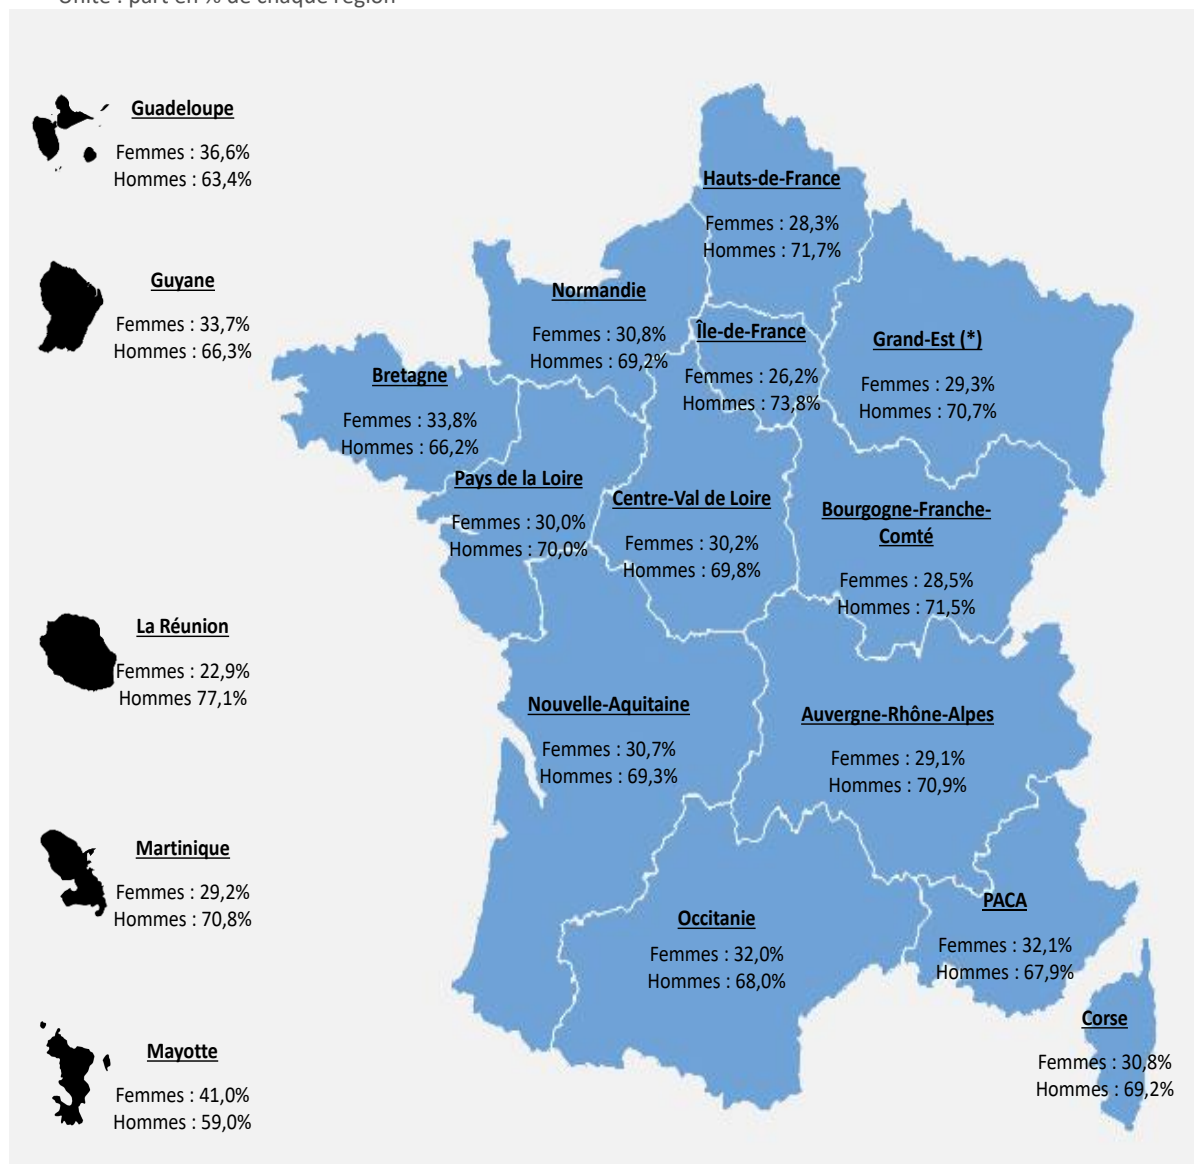 Unité : part en % de chaque région
Guadeloupe
Femmes : 36,6%
Hommes : 63,4%
Guyane
Femmes : 33,7%
Hommes : 66,3%
La Réunion
Femmes : 22,9%
Hommes 77,1%
Martinique
Femmes : 29,2%
Hommes : 70,8%
Mayotte
Femmes : 41,0%
Hommes : 59,0%
Hauts-de-France
Femmes : 28,3%
Hommes : 71,7%
Normandie
Femmes : 30,8%
Hommes : 69,2%
Île-de-France
Femmes : 26,2%
Hommes : 73,8%
Grand-Est (*)
Femmes : 29,3%
Hommes : 70,7%
Bretagne
Femmes : 33,8%
Hommes : 66,2%
Pays de la Loire
Femmes : 30,0%
Hommes : 70,0%
Centre-Val de Loire
Femmes : 30,2%
Hommes : 69,8%
Bourgogne-Franche-
Comté
Femmes : 28,5%
Hommes : 71,5%
Nouvelle-Aquitaine
Femmes : 30,7%
Hommes : 69,3%
Auvergne-Rhône-Alpes
Femmes : 29,1%
Hommes : 70,9%
Occitanie
Femmes : 32,0%
Hommes : 68,0%
PACA
Femmes : 32,1%
Hommes : 67,9%
Corse
Femmes : 30,8%
Hommes : 69,2%